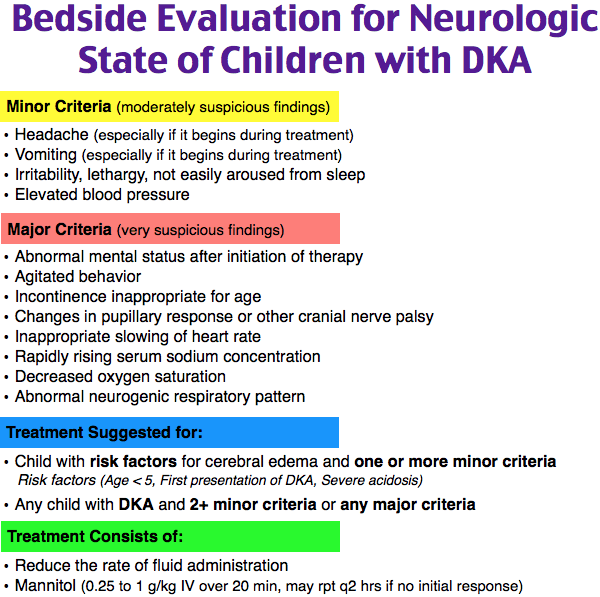 Bedside Evaluation for Neurologic
State of Children with DKA
Minor Criteria (moderately suspicious findings)
• Headache (especially if it begins during treatment)
• Vomiting (especially if it begins during treatment)
• Irritability, lethargy, not easily aroused from sleep
• Elevated blood pressure
Major Criteria (very suspicious findings)
• Abnormal mental status after initiation of therapy
• Agitated behavior
• Incontinence inappropriate for age
• Changes in pupillary response or other cranial nerve palsy
• Inappropriate slowing of heart rate
• Rapidly rising serum sodium concentration
• Decreased oxygen saturation
• Abnormal neurogenic respiratory pattern
Treatment Suggested for:
• Child with risk factors for cerebral edema and one or more minor criteria
Risk factors (Age < 5, First presentation of DKA, Severe acidosis)
• Any child with DKA and 2+ minor criteria or any major criteria
Treatment Consists of:
• Reduce the rate of fluid administration
• Mannitol (0.25 to 1 g/kg IV over 20 min, may rpt q2 hrs if no initial response)